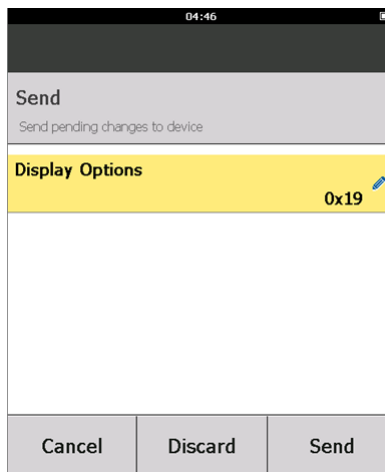 04:46
Send
Send pending changes to device
Display Options
0x19
Cancel
Discard
Send